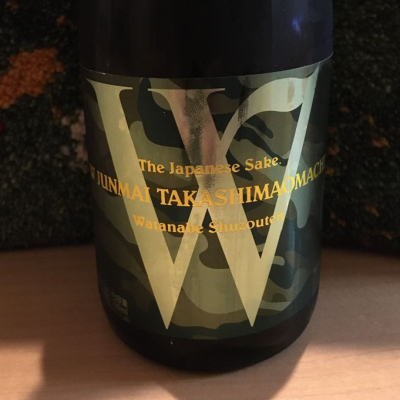 W
The Japanese Sake.
W JUNMAI TAKASHIMAOMACHI
Watanabe Shuzouten